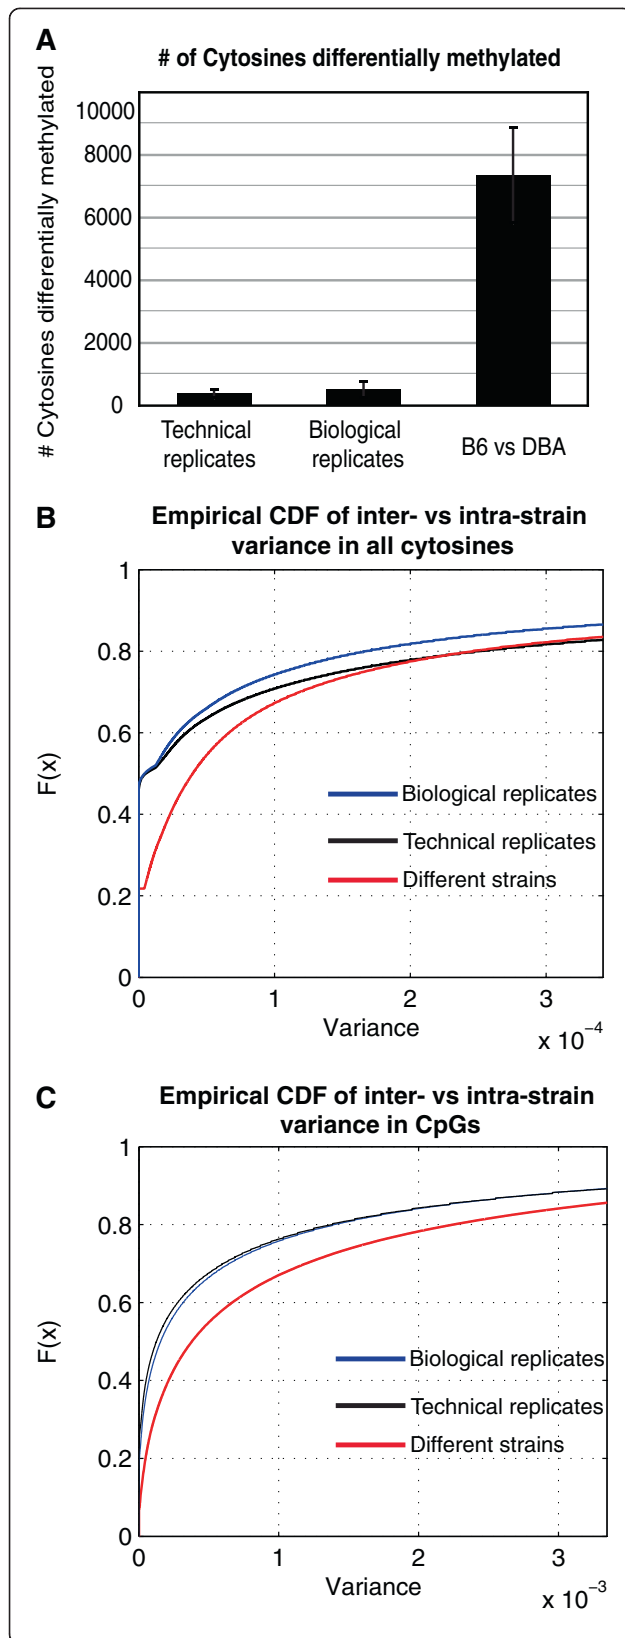 A
# of Cytosines differentially methylated
# Cytosines differentially methylated
10000
8000
6000
4000
2000
0
Technical replicates
Biological replicates
B6 vs DBA
B
Empirical CDF of inter- vs intra-strain
variance in all cytosines
F(x)
1
0.8
0.6
0.4
0.2
0
Biological replicates
Technical replicates
Different strains
0 1 2 3
Variance
x 10−4
C
Empirical CDF of inter- vs intra-strain
variance in CpGs
F(x)
1
0.8
0.6
0.4
0.2
0
Biological replicates
Technical replicates
Different strains
0 1 2 3
Variance
x 10−3